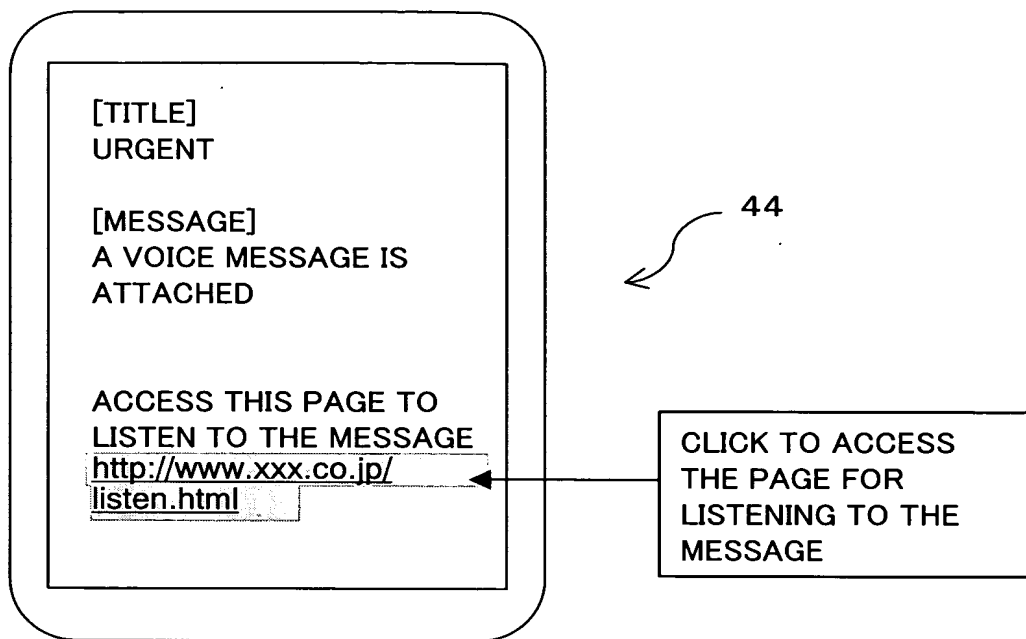 [TITLE]
URGENT
[MESSAGE]
A VOICE MESSAGE IS
ATTACHED
ACCESS THIS PAGE TO
LISTEN TO THE MESSAGE
http://www.xxx.co.jp/
listen.html
44
CLICK TO ACCESS
THE PAGE FOR
LISTENING TO THE
MESSAGE